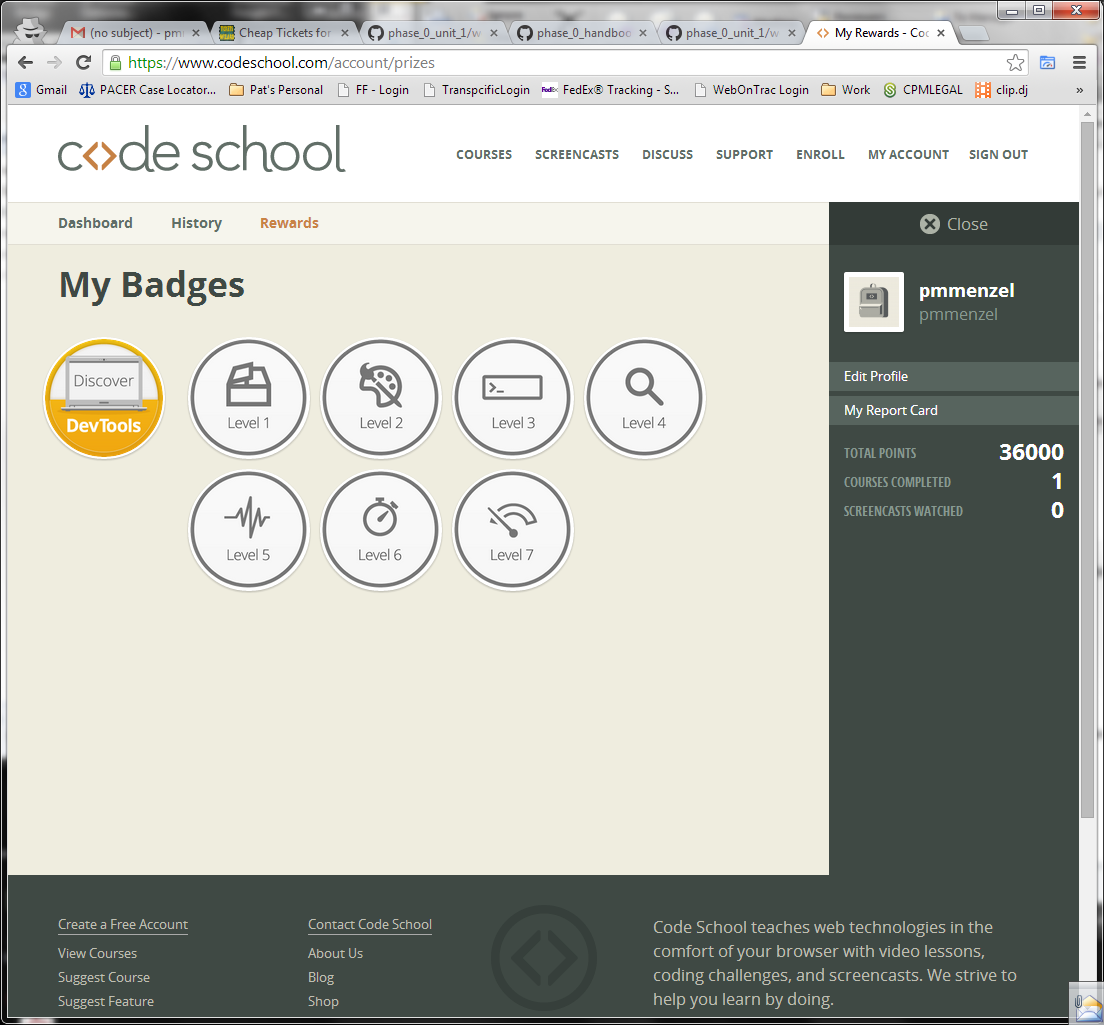 (no subject) - pm
Cheap Tickets for
phase_0_unit_1/w
phase_0_handboo
phase_0_unit_1/w
My Rewards - Co
https://www.codeschool.com/account/prizes
Gmail
PACER Case Locator...
Pat's Personal
FF - Login
TranspcificLogin
FedEx
FedEx® Tracking - S...
WebOnTrac Login
Work
CPMLEGAL
clip.dj
»
code school
COURSES
SCREENCASTS
DISCUSS
SUPPORT
ENROLL
MY ACCOUNT
SIGN OUT
Dashboard
History
Rewards
Close
My Badges
pmmenzel
pmmenzel
Discover
DevTools
Level 1
Level 2
Level 3
Level 4
Level 5
Level 6
Level 7
Edit Profile
My Report Card
TOTAL POINTS 36000
COURSES COMPLETED 1
SCREENCASTS WATCHED 0
Create a Free Account
View Courses
Suggest Course
Suggest Feature
Contact Code School
About Us
Blog
Shop
Code School teaches web technologies in the
comfort of your browser with video lessons,
coding challenges, and screencasts. We strive to
help you learn by doing.